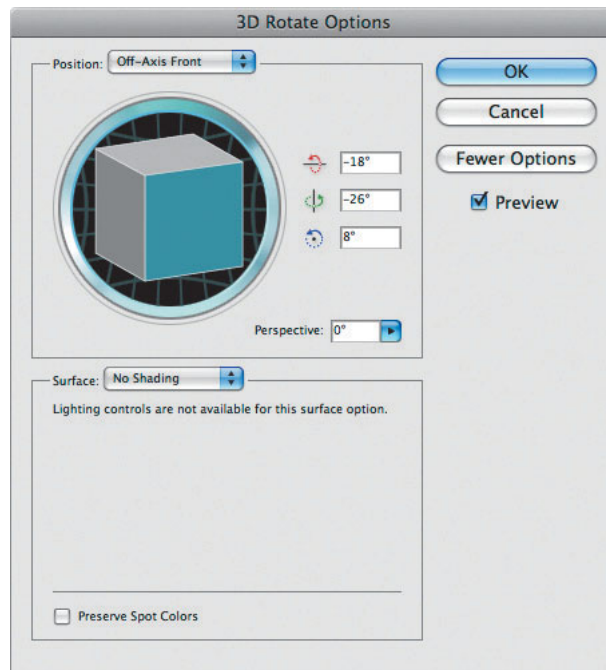 3D Rotate Options
Position: Off-Axis Front
OK
Cancel
Fewer Options
Preview
-18°
-26°
8°
Perspective: 0°
Surface: No Shading
Lighting controls are not available for this surface option.
Preserve Spot Colors